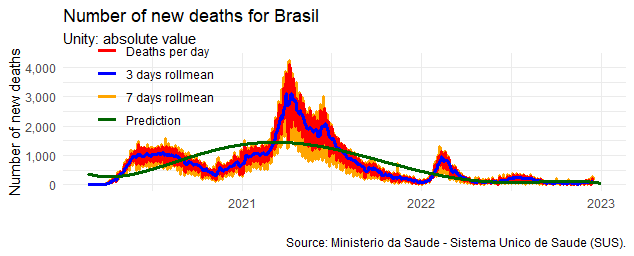 Number of new deaths for Brasil
Unity: absolute value
Deaths per day
3 days rollmean
7 days rollmean
Prediction
Number of new deaths
4,000
3,000
2,000
1,000
0
2021
2022
2023
Source: Ministerio da Saude - Sistema Unico de Saude (SUS).